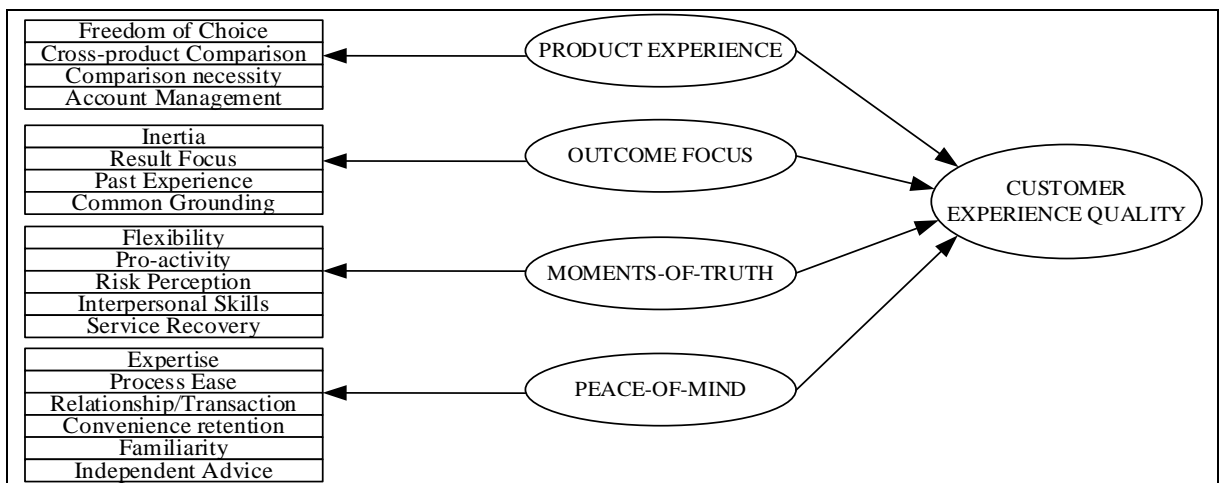 Freedom of Choice
Cross-product Comparison
Comparison necessity
Account Management
PRODUCT EXPERIENCE
Inertia
Result Focus
Past Experience
Common Grounding
OUTCOME FOCUS
Flexibility
Pro-activity
Risk Perception
Interpersonal Skills
Service Recovery
MOMENTS-OF-TRUTH
Expertise
Process Ease
Relationship/Transaction
Convenience retention
Familiarity
Independent Advice
PEACE-OF-MIND
CUSTOMER
EXPERIENCE QUALITY